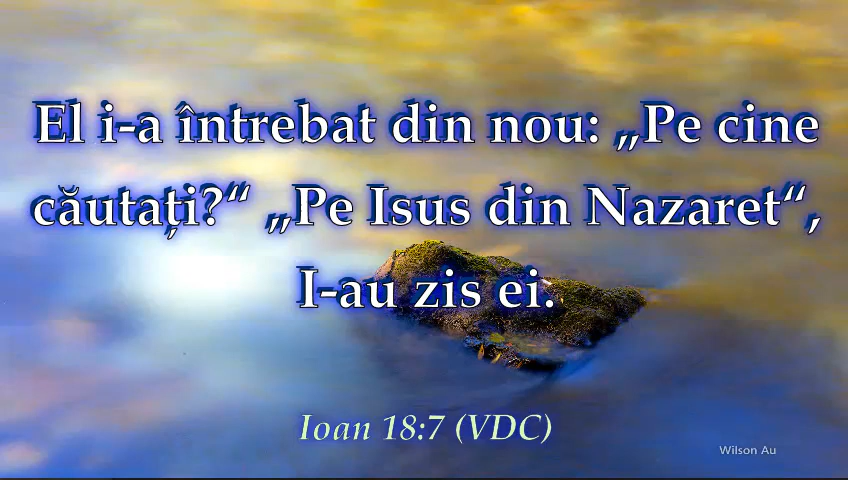 El i-a întrebat din nou: „Pe cine
căutați?“ „Pe Isus din Nazaret“,
I-au zis ei.
Ioan 18:7 (VDC)
Wilson Au